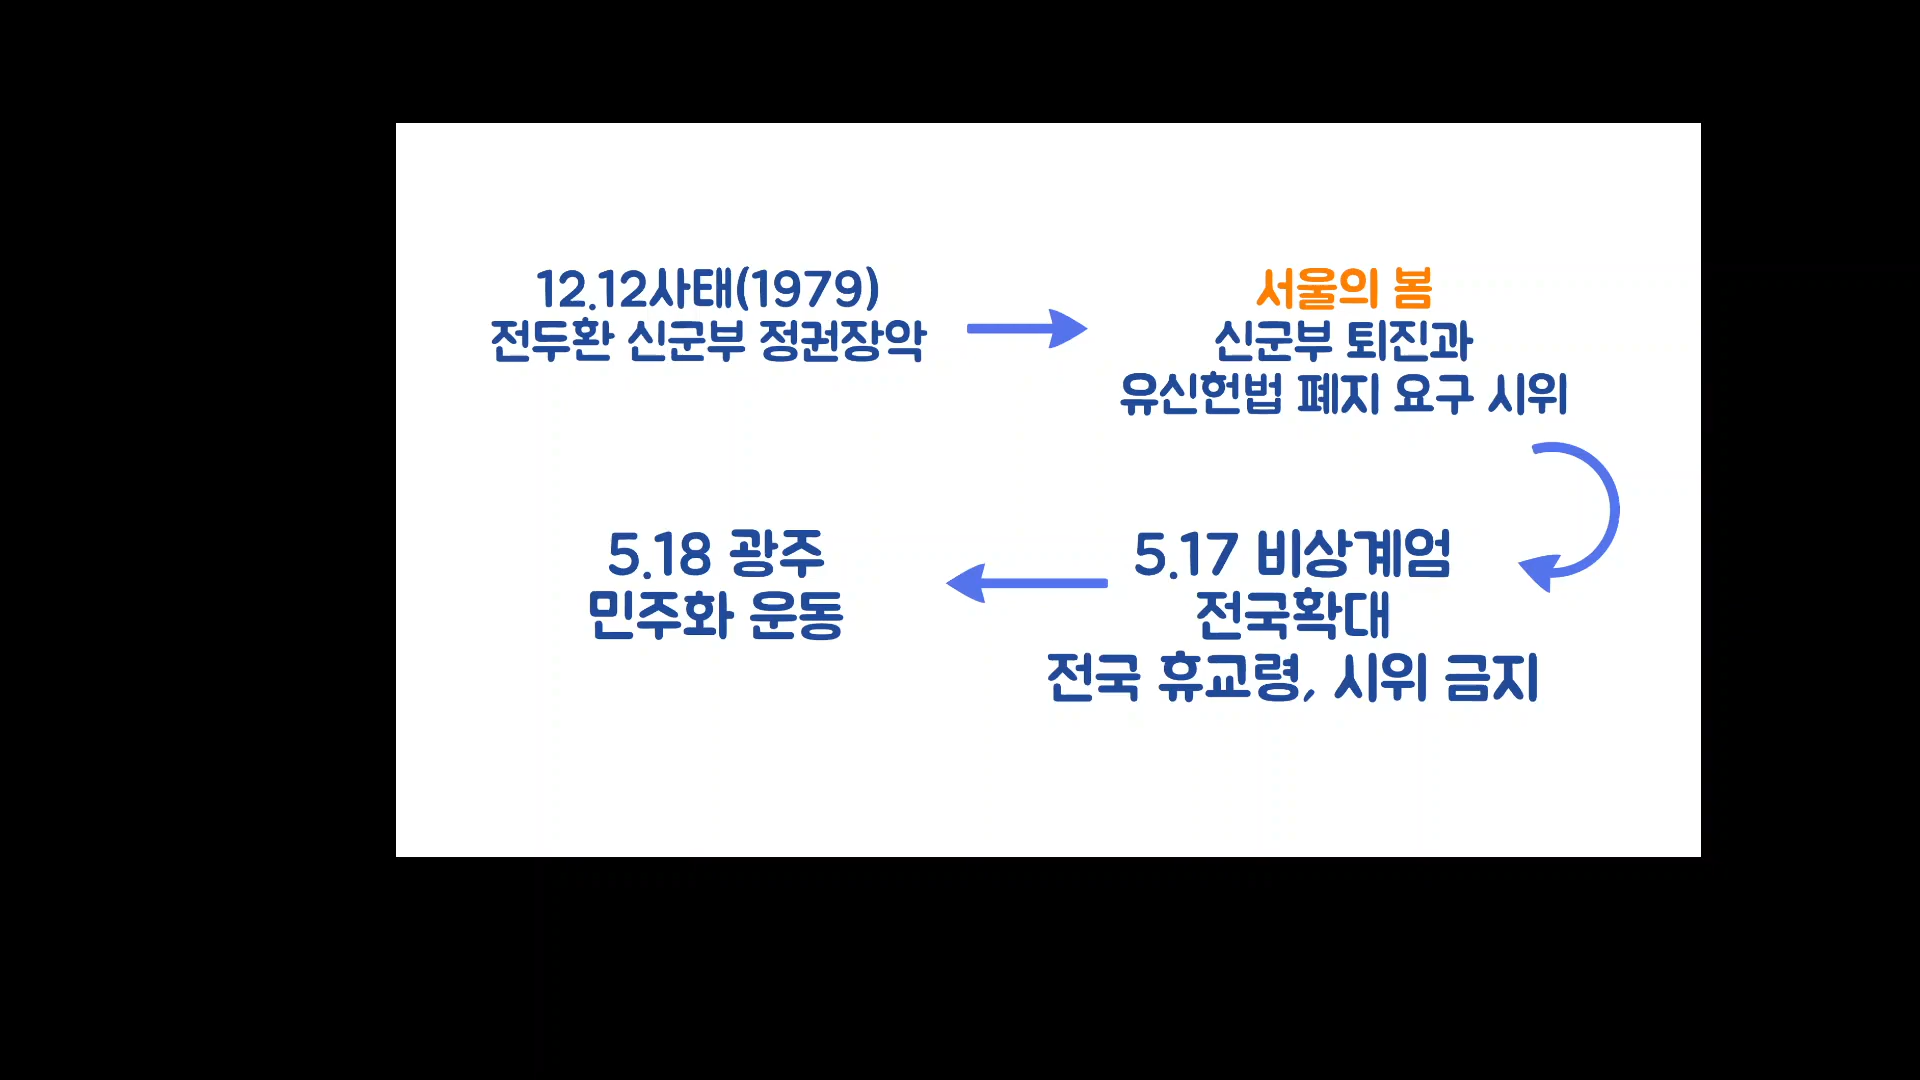 12.12사태(1979)
전두환 신군부 정권장악
서울의 봄
신군부 퇴진과
유신헌법 폐지 요구 시위
5.17 비상계엄
전국확대
전국 휴교령, 시위 금지
5.18 광주
민주화 운동